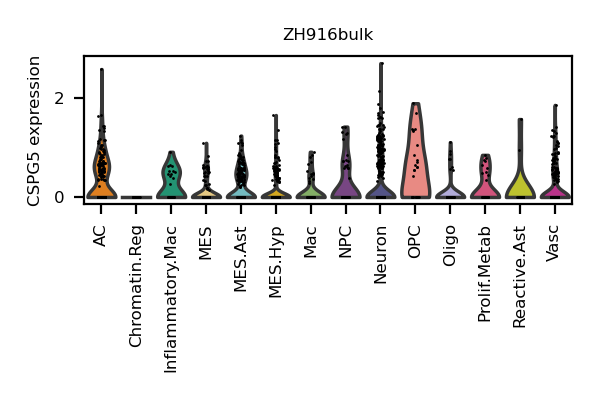 ZH916bulk
CSPG5 expression
2
0
AC
Chromatin.Reg
Inflammatory.Mac
MES
MES.Ast
MES.Hyp
Mac
NPC
Neuron
OPC
Oligo
Prolif.Metab
Reactive.Ast
Vasc